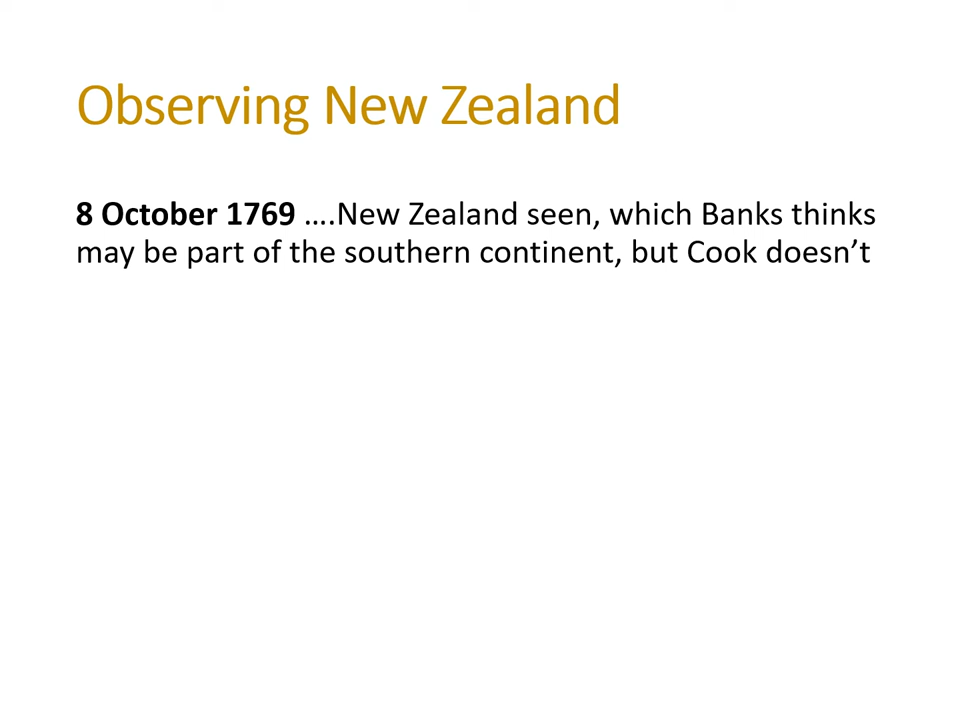 Observing New Zealand
8 October 1769 ….New Zealand seen, which Banks thinks
may be part of the southern continent, but Cook doesn’t